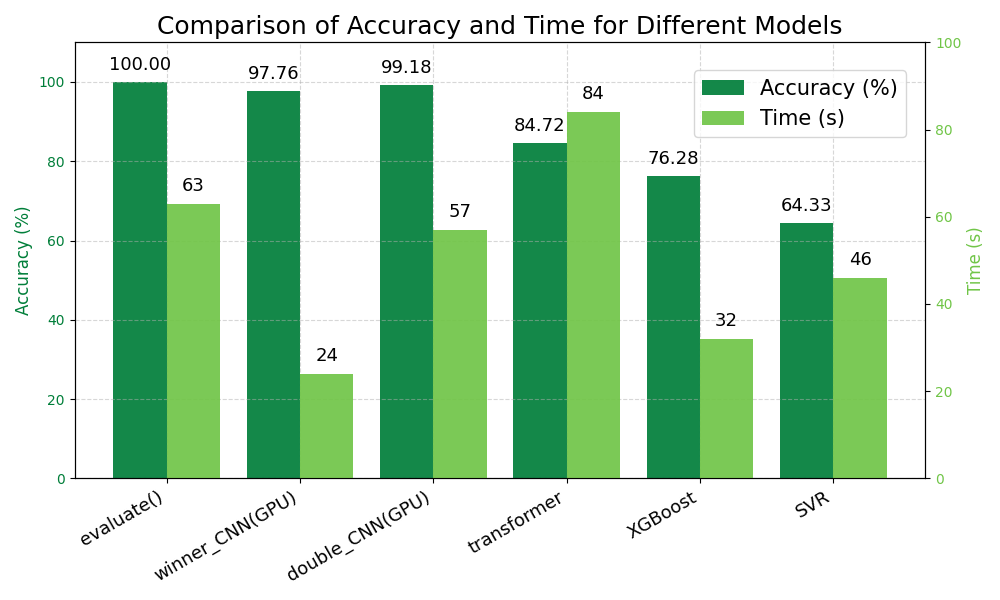 Comparison of Accuracy and Time for Different Models
Accuracy (%)
Time (s)
100.00
97.76
99.18
84.72
76.28
64.33
63
24
57
84
32
46
Accuracy (%)
100
80
60
40
20
0
Time (s)
100
80
60
40
20
0
evaluate()
winner_CNN(GPU)
double_CNN(GPU)
transformer
XGBoost
SVR